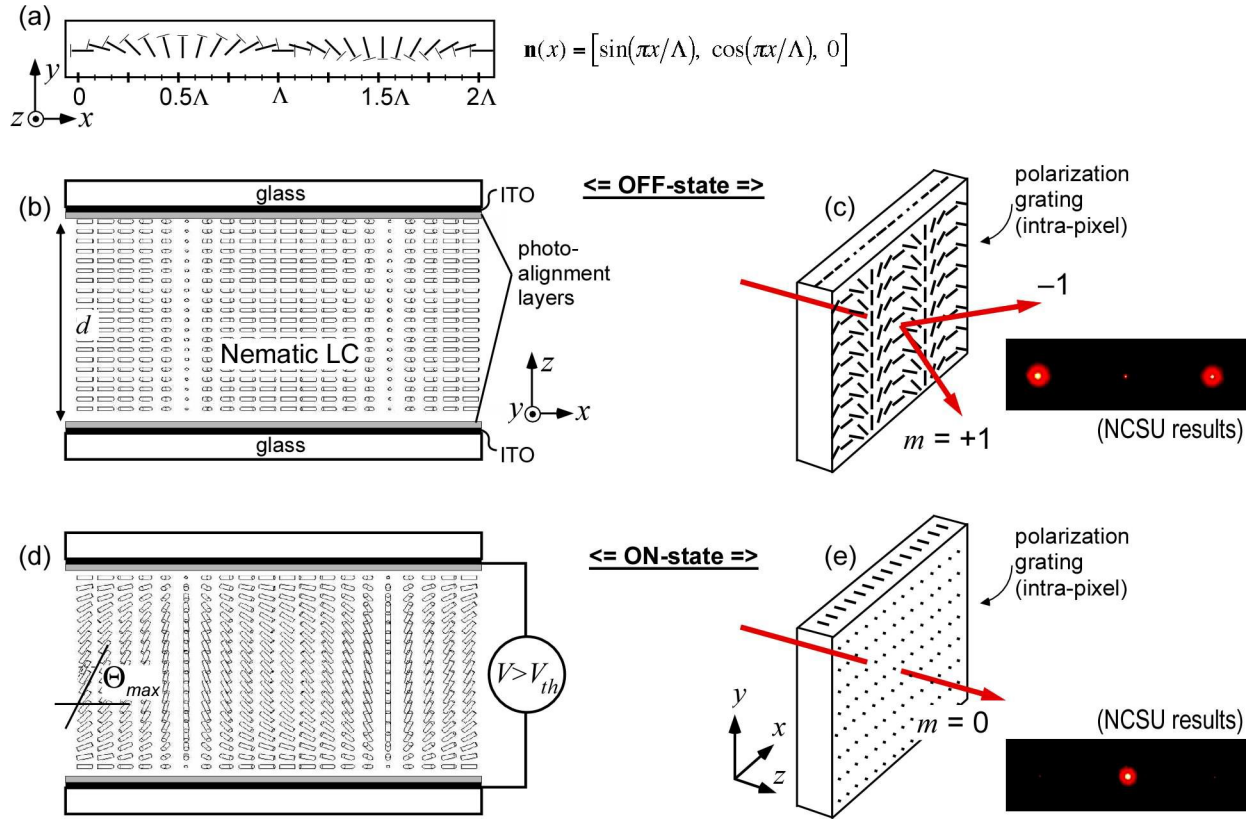 (a)
n(x) = [sin(πx/Λ), cos(πx/Λ), 0]
y
z x
0 0.5Λ Λ 1.5Λ 2Λ
(b)
glass
ITO
<= OFF-state =>
(c)
polarization
grating
(intra-pixel)
photo-
alignment
layers
d
Nematic LC
z
y x
glass
ITO
–1
m = +1
(NCSU results)
(d)
<= ON-state =>
(e)
polarization
grating
(intra-pixel)
Θmax
V>Vth
y
x
z
m = 0
(NCSU results)